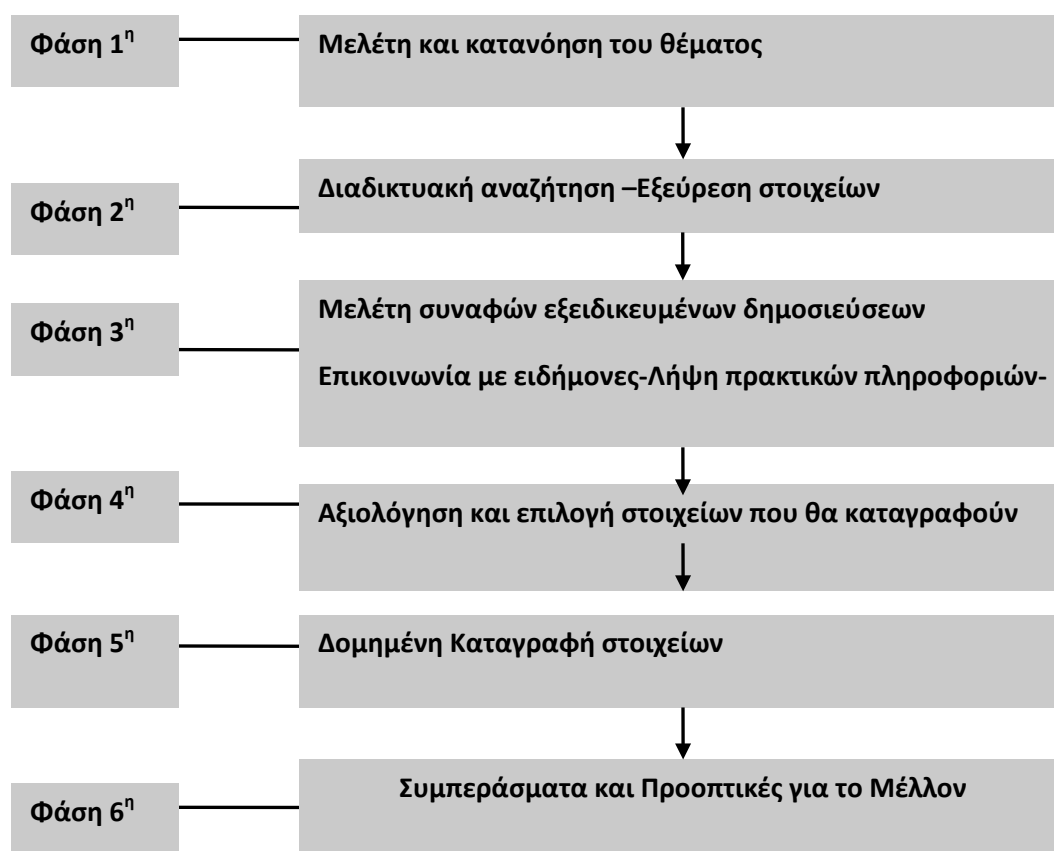 Φάση 1η
Μελέτη και κατανόηση του θέματος
Φάση 2η
Διαδικτυακή αναζήτηση –Εξεύρεση στοιχείων
Φάση 3η
Μελέτη συναφών εξειδικευμένων δημοσιεύσεων
Επικοινωνία με ειδήμονες-Λήψη πρακτικών πληροφοριών-
Φάση 4η
Αξιολόγηση και επιλογή στοιχείων που θα καταγραφούν
Φάση 5η
Δομημένη Καταγραφή στοιχείων
Φάση 6η
Συμπεράσματα και Προοπτικές για το Μέλλον